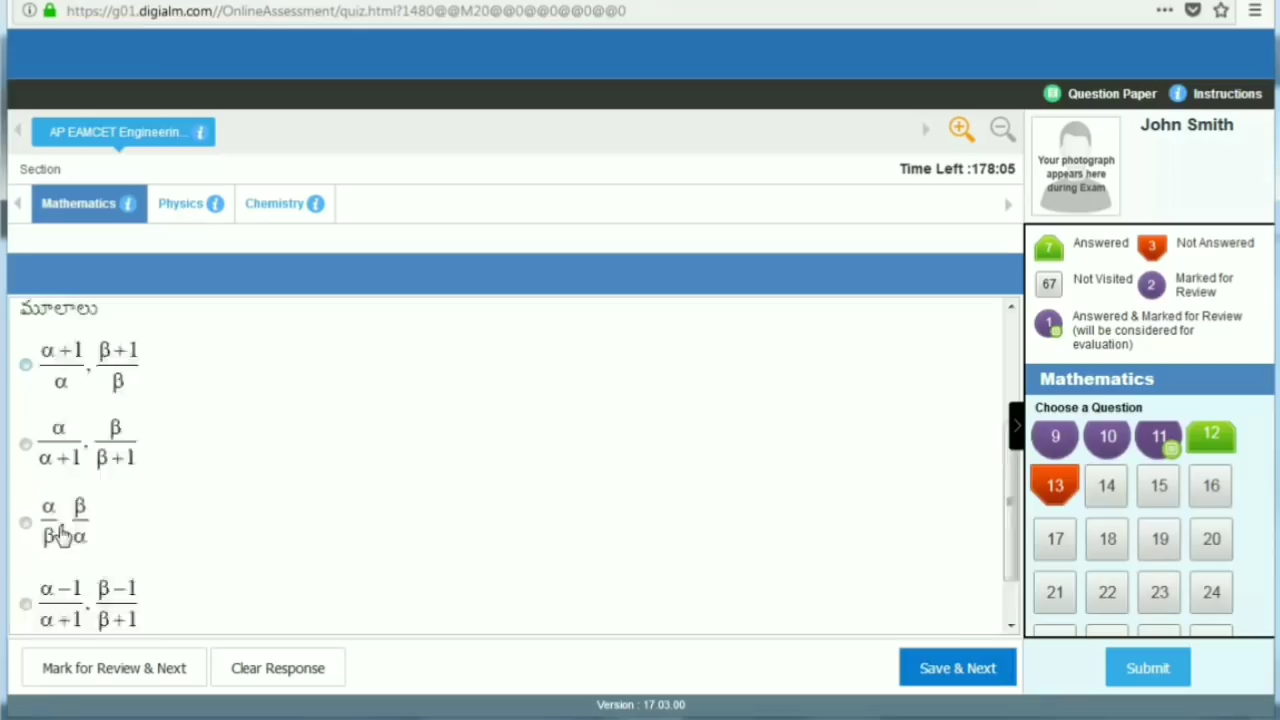 https://g01.digialm.com//OnlineAssessment/quiz.html?1480@@M20@@0@@0@@0@@0
Question Paper
Instructions
AP EAMCET Engineerin...
John Smith
Your photograph
appears here
during Exam
Section
Time Left :178:05
Mathematics
Physics
Chemistry
7 Answered
3 Not Answered
67 Not Visited
2 Marked for
Review
1 Answered & Marked for Review
(will be considered for
evaluation)
మూలాలు
α+1/α, β+1/β
α/α+1, β/β+1
α/β β/α
α−1/α+1, β−1/β+1
Mathematics
Choose a Question
9 10 11 12
13 14 15 16
17 18 19 20
21 22 23 24
Mark for Review & Next
Clear Response
Save & Next
Submit
Version : 17.03.00